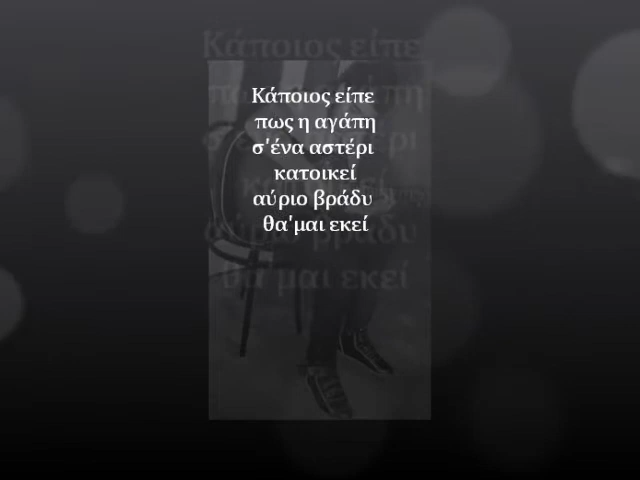 Κάποιος είπε
πως η αγάπη
σ'ένα αστέρι
κατοικεί
αύριο βράδυ
θα'μαι εκεί